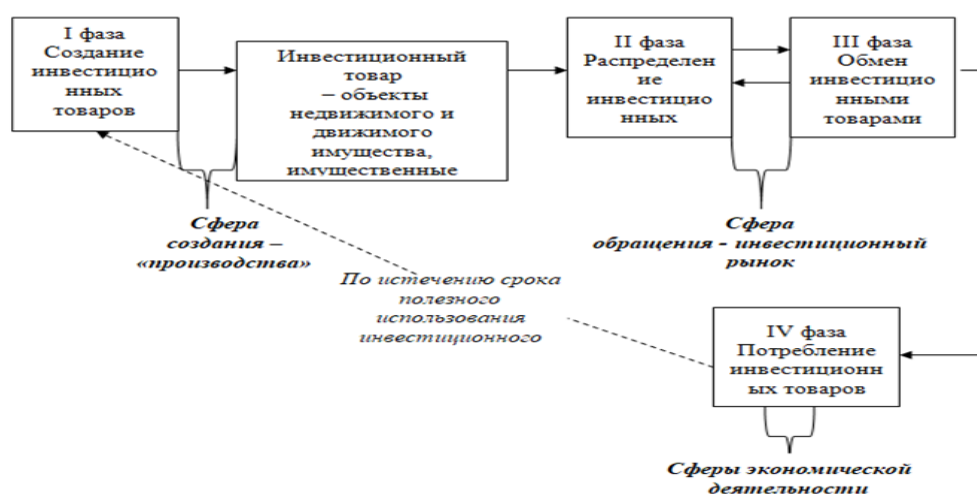 I фаза
Создание
инвестицио
нных
товаров
Инвестиционный
товар
– объекты
недвижимого и
движимого
имущества,
имущественные
II фаза
Распределен
ие
инвестицио
нных
III фаза
Обмен
инвестици
онными
товарами
Сфера
создания –
«производства»
Сфера
обращения - инвестиционный
рынок
По истечению срока
полезного
использования
инвестиционного
IV фаза
Потребление
инвестиционн
ых товаров
Сферы экономической
деятельности